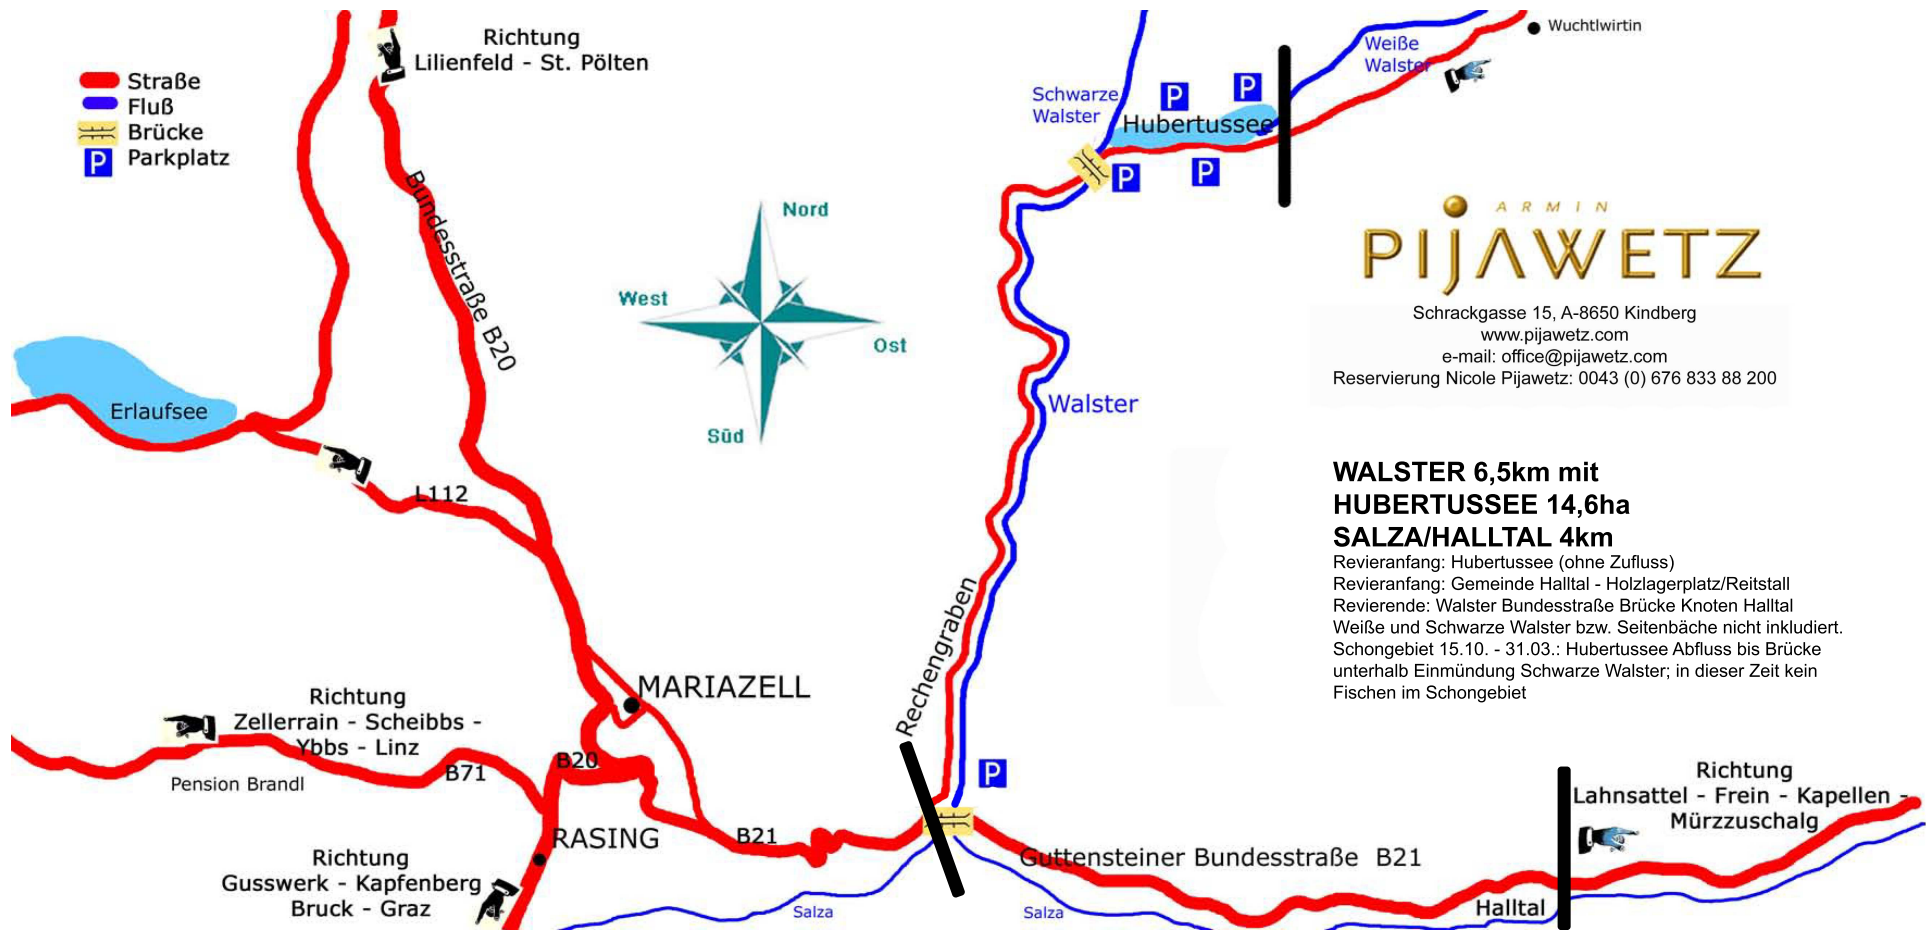 Straße
Fluß
Brücke
P Parkplatz
Richtung
Lilienfeld - St. Pölten
Bundesstraße B20
Erlaufsee
L112
Nord
West
Ost
Süd
Schwarze
Walster
P
P
Hubertussee
P
P
Weiße
Walster
Wuchtlwirtin
ARMIN
PIJAWETZ
Schrackgasse 15, A-8650 Kindberg
www.pijawetz.com
e-mail: office@pijawetz.com
Reservierung Nicole Pijawetz: 0043 (0) 676 833 88 200
Walster
WALSTER 6,5km mit
HUBERTUSSEE 14,6ha
SALZA/HALLTAL 4km
Revieranfang: Hubertussee (ohne Zufluss)
Revieranfang: Gemeinde Halltal - Holzlagerplatz/Reitstall
Revierende: Walster Bundesstraße Brücke Knoten Halltal
Weiße und Schwarze Walster bzw. Seitenbäche nicht inkludiert.
Schongebiet 15.10. - 31.03.: Hubertussee Abfluss bis Brücke
unterhalb Einmündung Schwarze Walster; in dieser Zeit kein
Fischen im Schongebiet
Rechengraben
MARIAZELL
Richtung
Zellerrain - Scheibbs -
Ybbs - Linz
Pension Brandl
B71
B20
RASING
B21
P
Richtung
Gusswerk - Kapfenberg
Bruck - Graz
Salza
Salza
Guttensteiner Bundesstraße B21
Halltal
Richtung
Lahnsattel - Frein - Kapellen -
Mürzzuschalg